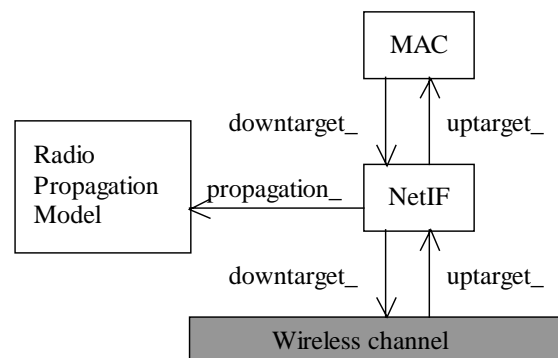 MAC
downtarget_
uptarget_
Radio
Propagation
Model
propagation_
NetIF
downtarget_
uptarget_
Wireless channel